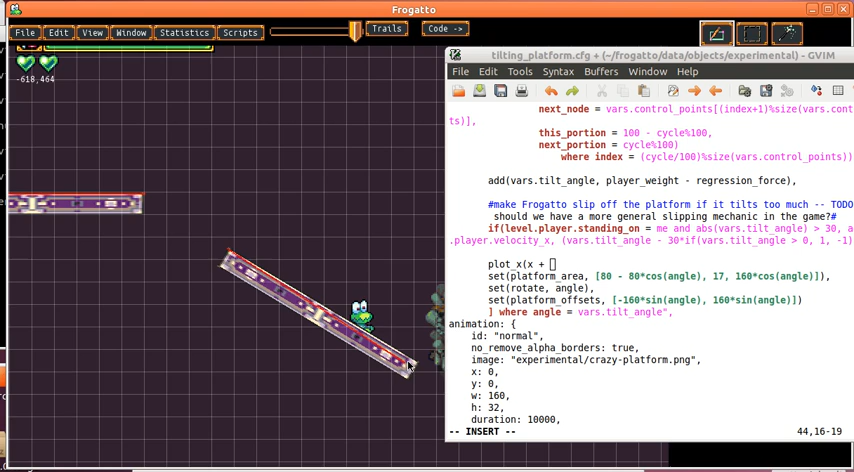 Frogatto
File Edit View Window Statistics Scripts Trails Code ->
-618,464
tilting_platform.cfg + (~/frogatto/data/objects/experimental) - GVIM
File Edit Tools Syntax Buffers Window Help
next_node = vars.control_points[(index+1)%size(vars.cont
ts)],
this_portion = 100 - cycle%100,
next_portion = cycle%100)
where index = (cycle/100)%size(vars.control_points))
add(vars.tilt_angle, player_weight - regression_force),
#make Frogatto slip off the platform if it tilts too much -- TODO
should we have a more general slipping mechanic in the game?#
if(level.player.standing_on = me and abs(vars.tilt_angle) > 30, a
.player.velocity_x, (vars.tilt_angle - 30*if(vars.tilt_angle > 0, 1, -1)
plot_x(x +
set(platform_area, [80 - 80*cos(angle), 17, 160*cos(angle)]),
set(rotate, angle),
set(platform_offsets, [-160*sin(angle), 160*sin(angle)])
] where angle = vars.tilt_angle",
animation: {
id: "normal",
no_remove_alpha_borders: true,
image: "experimental/crazy-platform.png",
x: 0,
y: 0,
w: 160,
h: 32,
duration: 10000,
-- INSERT -- 44,16-19